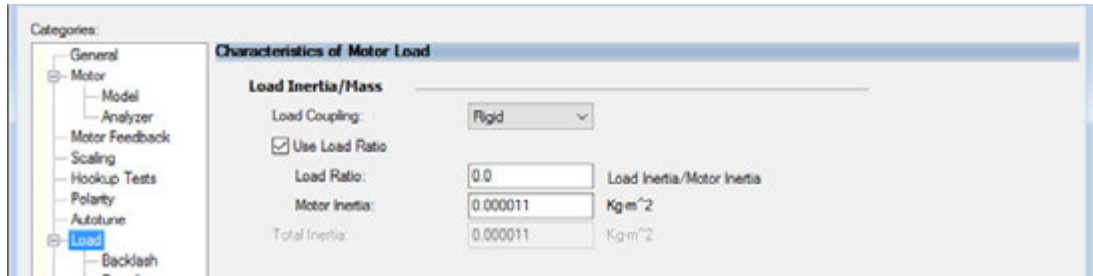 Categories:
General
Motor
Model
Analyzer
Motor Feedback
Scaling
Hookup Tests
Polarity
Autotune
Load
Backlash
Characteristics of Motor Load
Load Inertia/Mass
Load Coupling: Rigid
Use Load Ratio
Load Ratio: 0.0 Load Inertia/Motor Inertia
Motor Inertia: 0.000011 Kg·m^2
Total Inertia: 0.000011 Kg·m^2